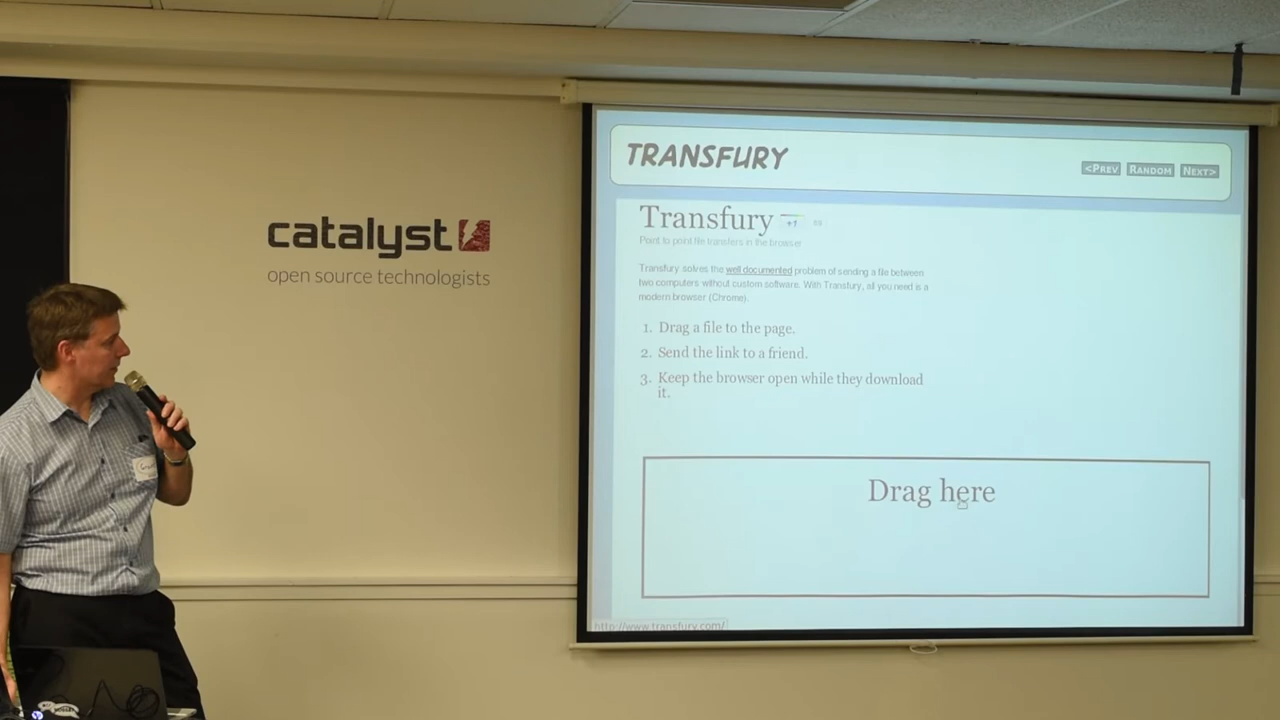 catalyst
open source technologists
TRANSFURY
<PREV RANDOM NEXT>
Transfury +1
Point to point file transfers in the browser
Transfury solves the well documented problem of sending a file between
two computers without custom software. With Transfury, all you need is a
modern browser (Chrome).
1. Drag a file to the page.
2. Send the link to a friend.
3. Keep the browser open while they download
it.
Drag here
http://www.transfury.com/